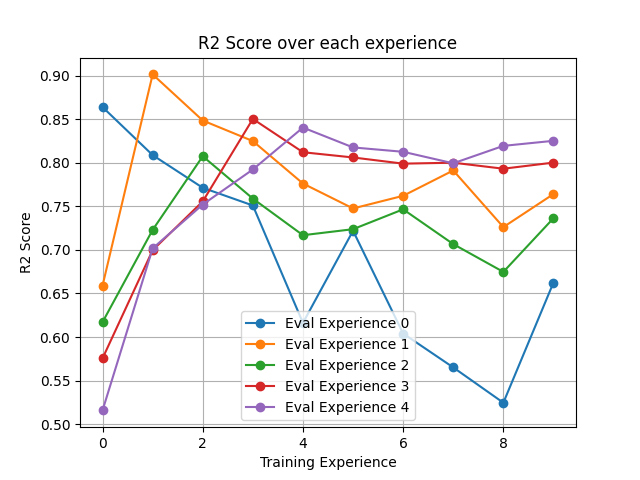 R2 Score over each experience
R2 Score
0.90
0.85
0.80
0.75
0.70
0.65
0.60
0.55
0.50
Eval Experience 0
Eval Experience 1
Eval Experience 2
Eval Experience 3
Eval Experience 4
0 2 4 6 8
Training Experience